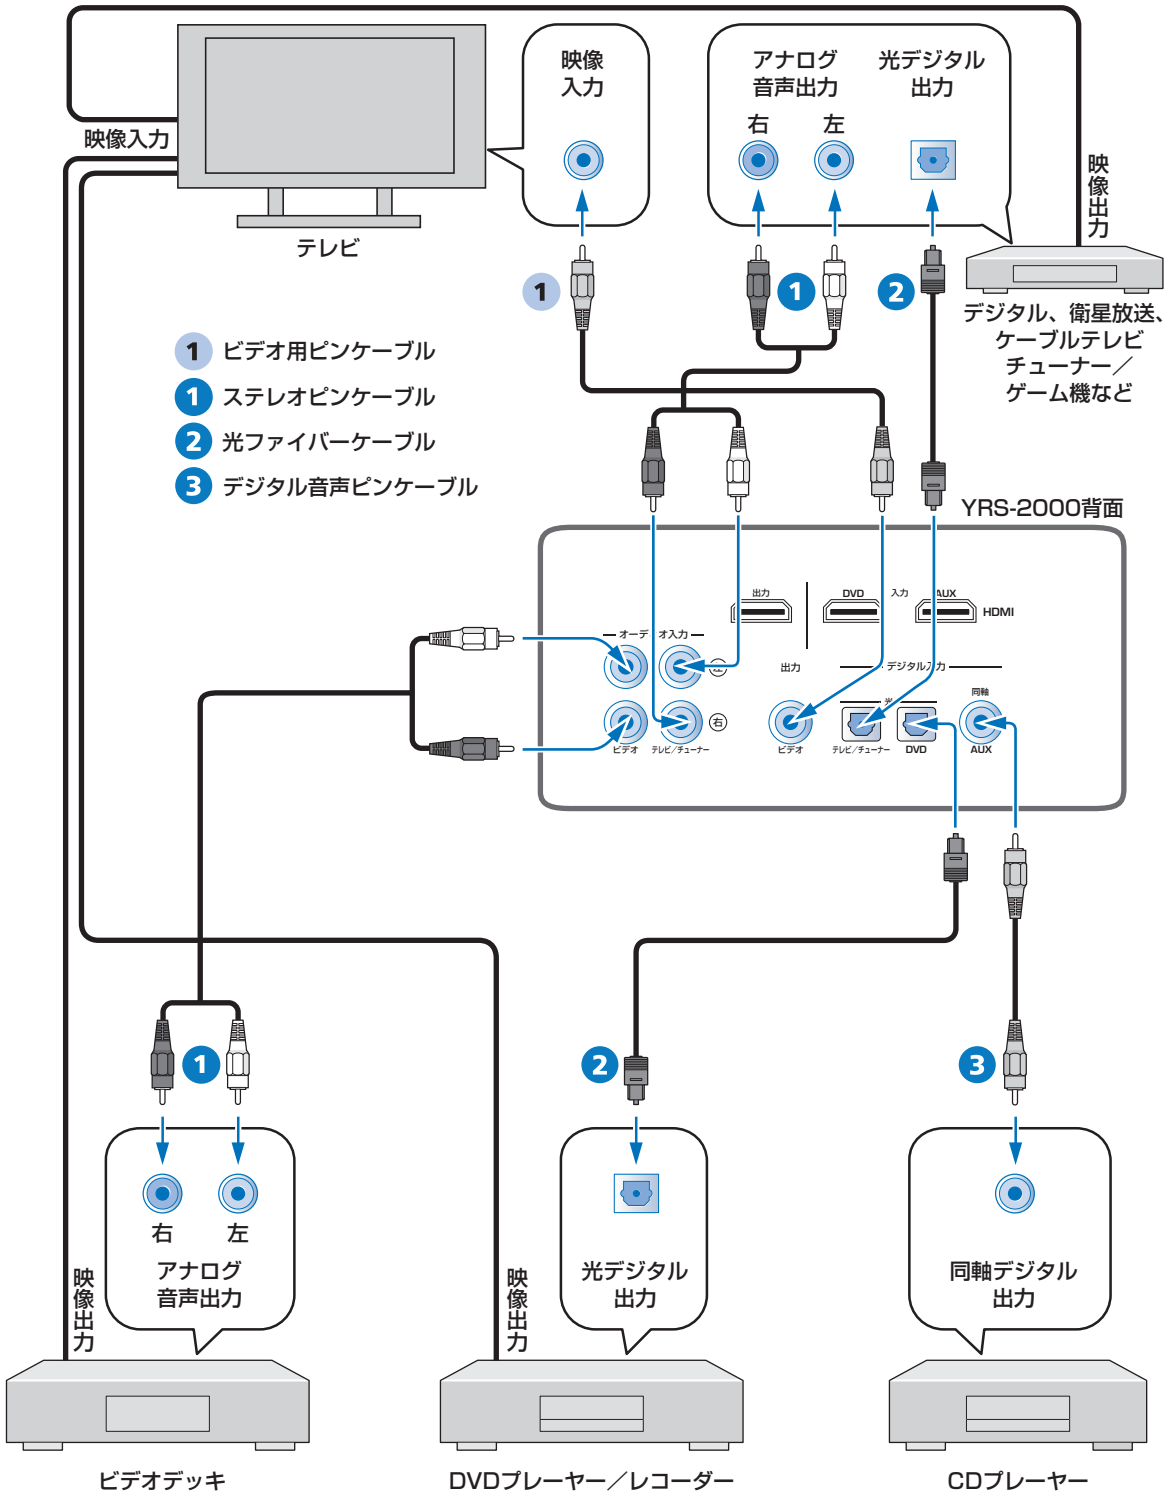 映像入力
テレビ
映像
入力
アナログ
音声出力
右
左
光デジタル
出力
映像出力
デジタル、衛星放送、
ケーブルテレビ
チューナー／
ゲーム機など
1
1
2
1 ビデオ用ピンケーブル
1 ステレオピンケーブル
2 光ファイバーケーブル
3 デジタル音声ピンケーブル
YRS-2000背面
出力
DVD
入力
AUX
HDMI
オーディオ入力
左
右
ビデオ
テレビ／チューナー
出力
ビデオ
デジタル入力
光
同軸
テレビ／チューナー
DVD
AUX
1
2
3
右
左
アナログ
音声出力
映像出力
光デジタル
出力
映像出力
同軸デジタル
出力
ビデオデッキ
DVDプレーヤー／レコーダー
CDプレーヤー